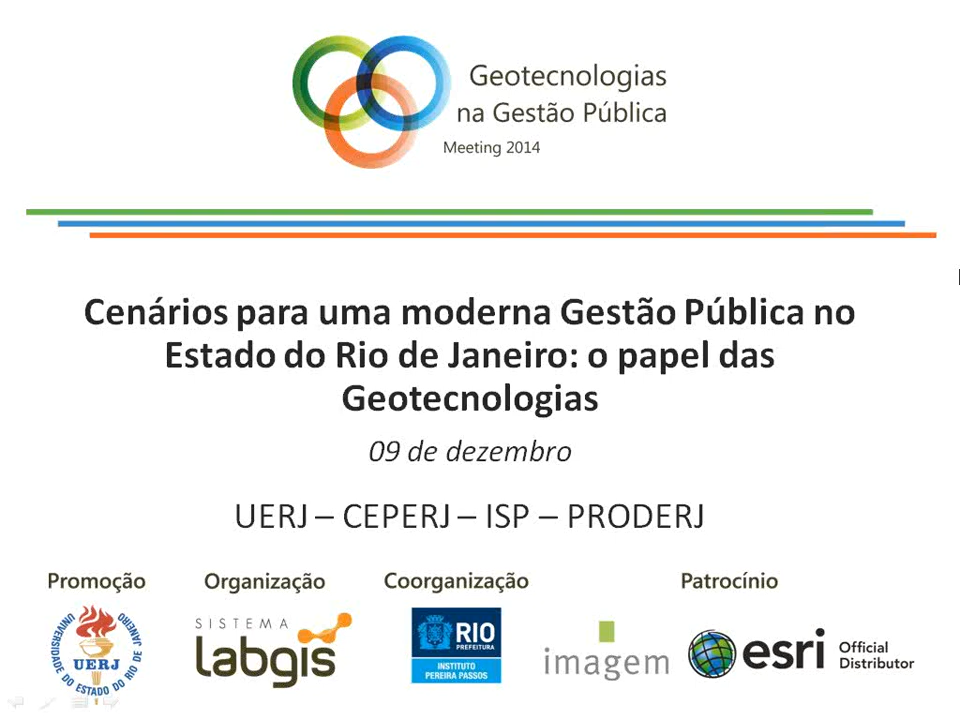 Geotecnologias
na Gestão Pública
Meeting 2014
Cenários para uma moderna Gestão Pública no
Estado do Rio de Janeiro: o papel das
Geotecnologias
09 de dezembro
UERJ – CEPERJ – ISP – PRODERJ
Promoção
Organização
Coorganização
Patrocínio
UNIVERSIDADE DO ESTADO DO RIO DE JANEIRO
UERJ
SISTEMA
labgis
RIO
PREFEITURA
INSTITUTO
PEREIRA PASSOS
imagem
esri
Official
Distributor